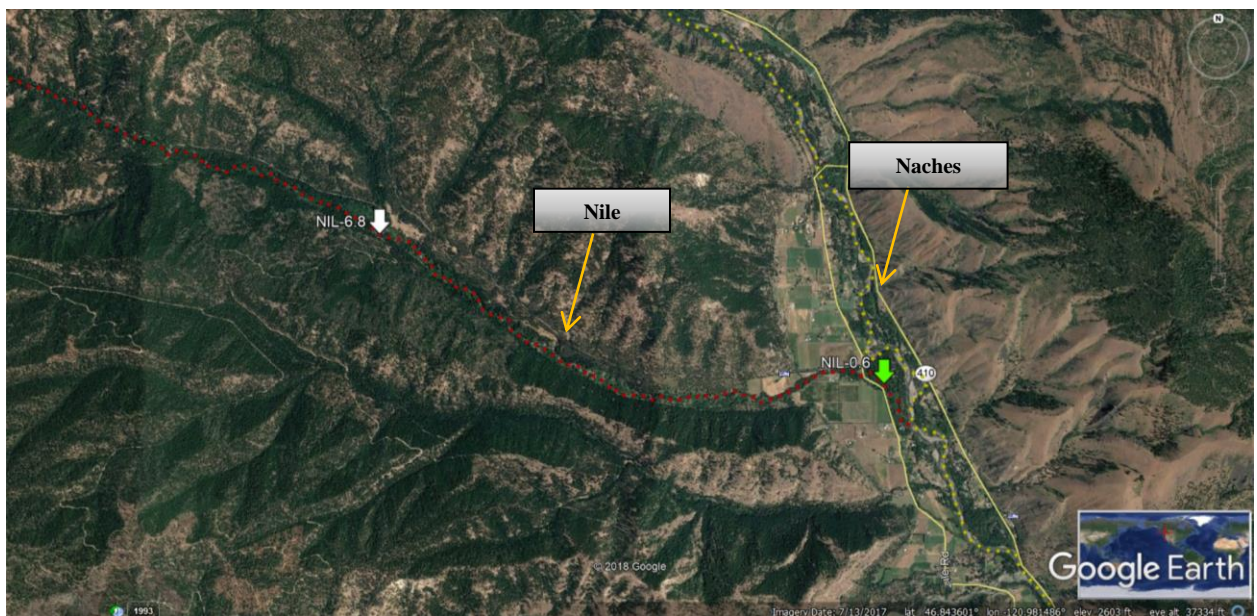 N
Naches
Nile
NIL-6.8
NIL-0.6
410
© 2018 Google
Google Earth
1993
Imagery Date: 7/13/2017 lat 46.843601° lon -120.981486° elev 2603 ft eye alt 37334 ft